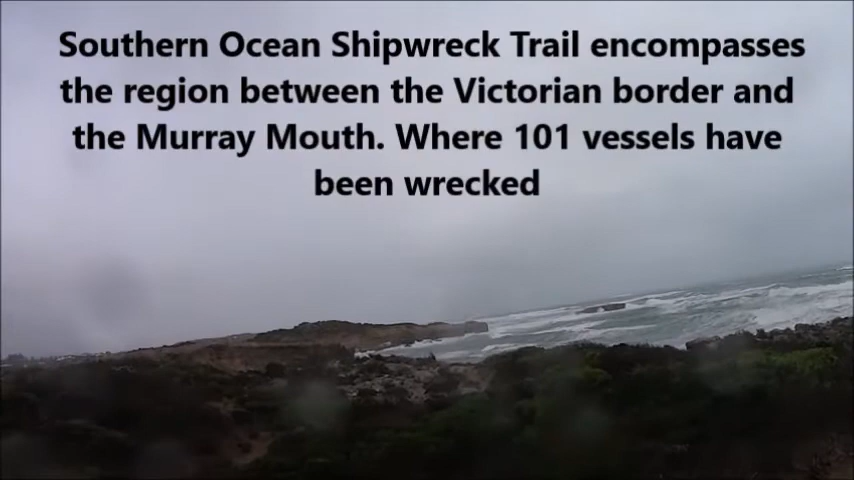 Southern Ocean Shipwreck Trail encompasses
the region between the Victorian border and
the Murray Mouth. Where 101 vessels have
been wrecked